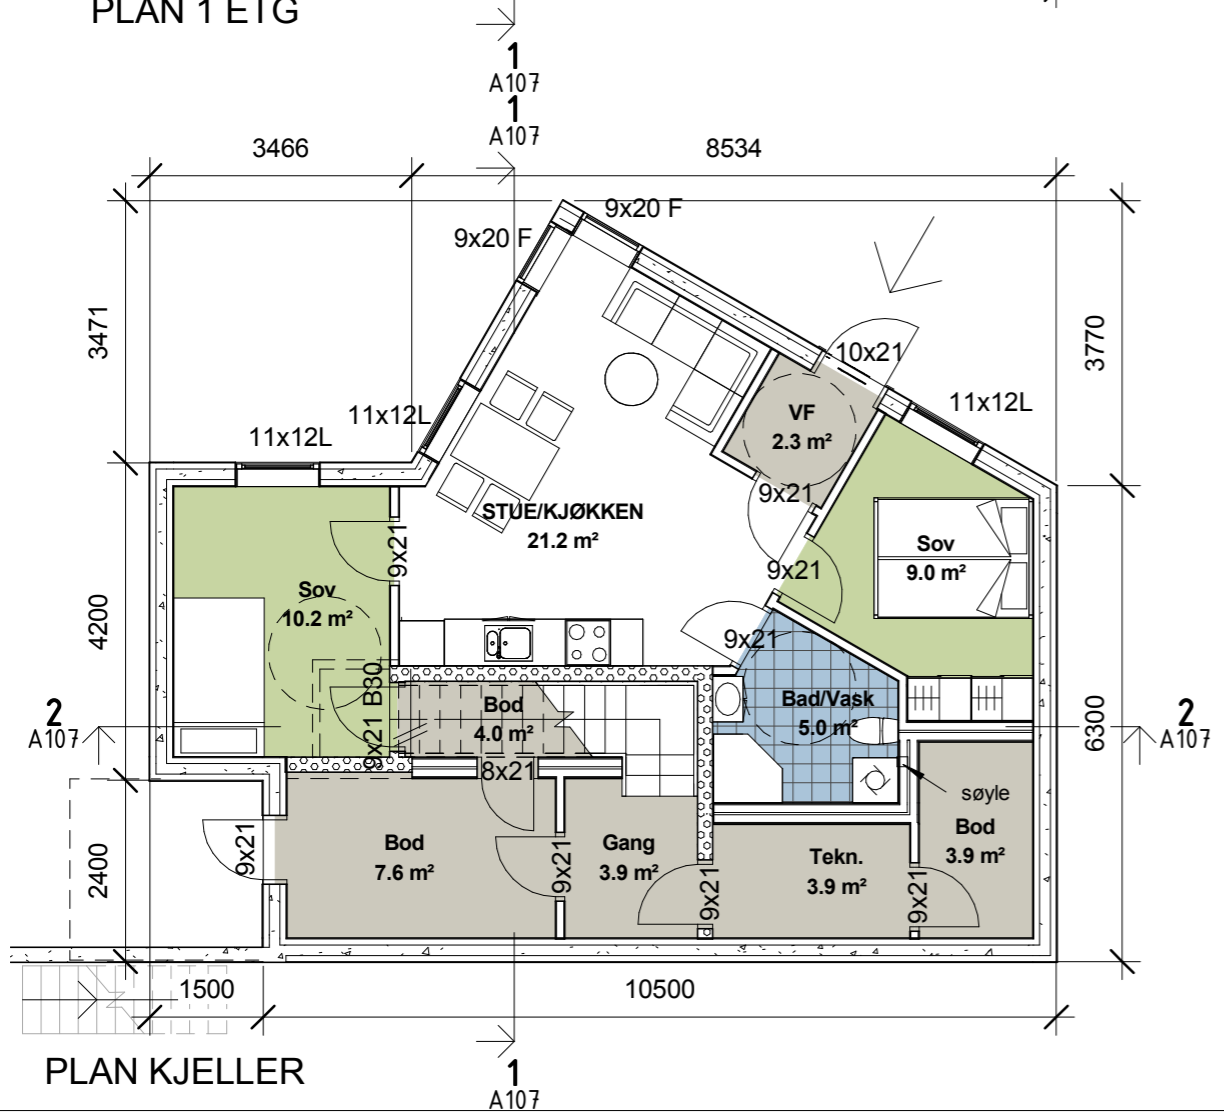 PLAN 1 ETG
1
A107
1
A107
3466
8534
9x20 F
9x20 F
3471
3770
10x21
11x12L
11x12L
11x12L
VF
2.3 m²
9x21
STUE/KJØKKEN
21.2 m²
9x21
Sov
9.0 m²
9x21
Sov
10.2 m²
4200
9x21
9x21 B30
Bod
4.0 m²
Bad/Vask
5.0 m²
6300
2
A107
2
A107
8x21
søyle
Bod
3.9 m²
2400
9x21
Bod
7.6 m²
9x21
Gang
3.9 m²
9x21
Tekn.
3.9 m²
9x21
1500
10500
PLAN KJELLER
1
A107